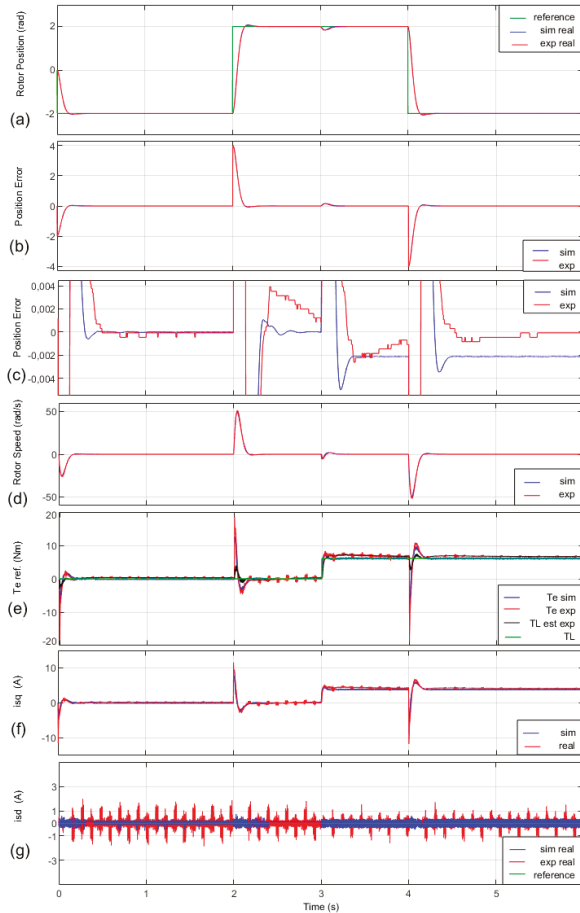 2
0
-2
Rotor Position (rad)
reference
sim real
exp real
(a)
4
2
0
-2
-4
Position Error
sim
exp
(b)
0.004
0.002
0
-0.002
-0.004
Position Error
sim
exp
(c)
50
0
-50
Rotor Speed (rad/s)
sim
exp
(d)
20
10
0
-10
-20
Te ref. (Nm)
Te sim
Te exp
TL est exp
TL
(e)
10
0
-10
isq (A)
sim
real
(f)
3
1
0
-1
-3
isd (A)
sim real
exp real
reference
(g)
0 1 2 3 4 5
Time (s)